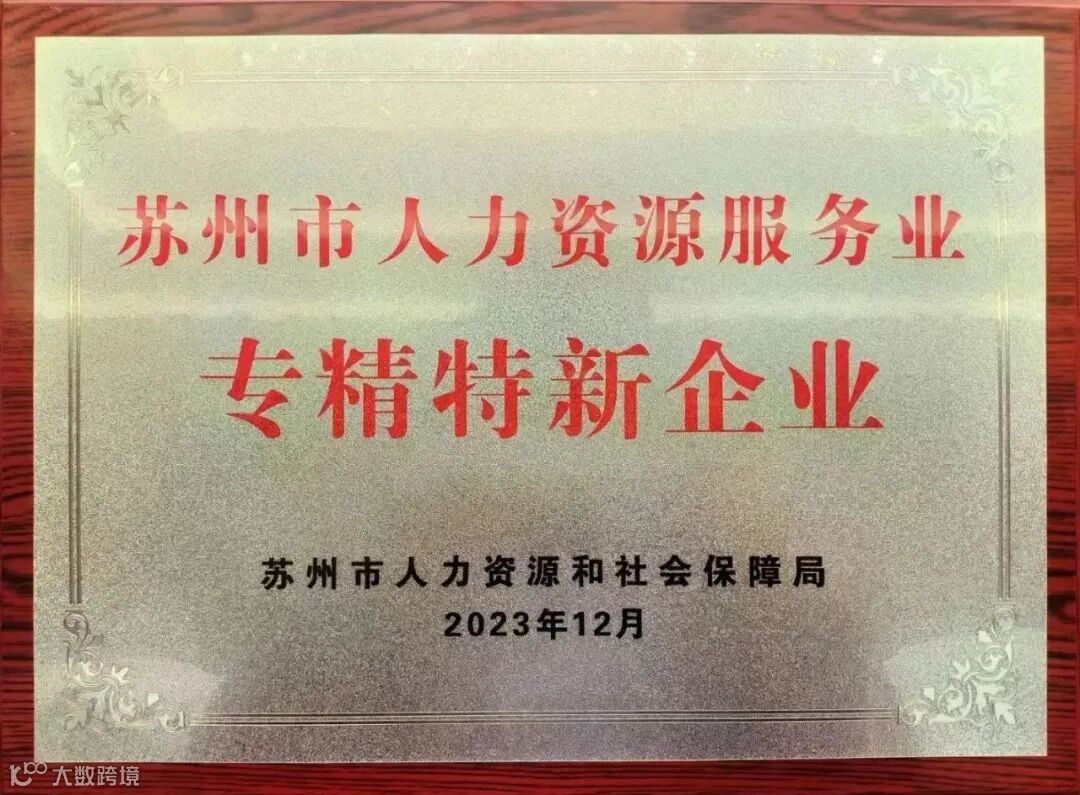 苏州市人力资源服务业
专精特新企业
苏州市人力资源和社会保障局
2023年12月
大数跨境